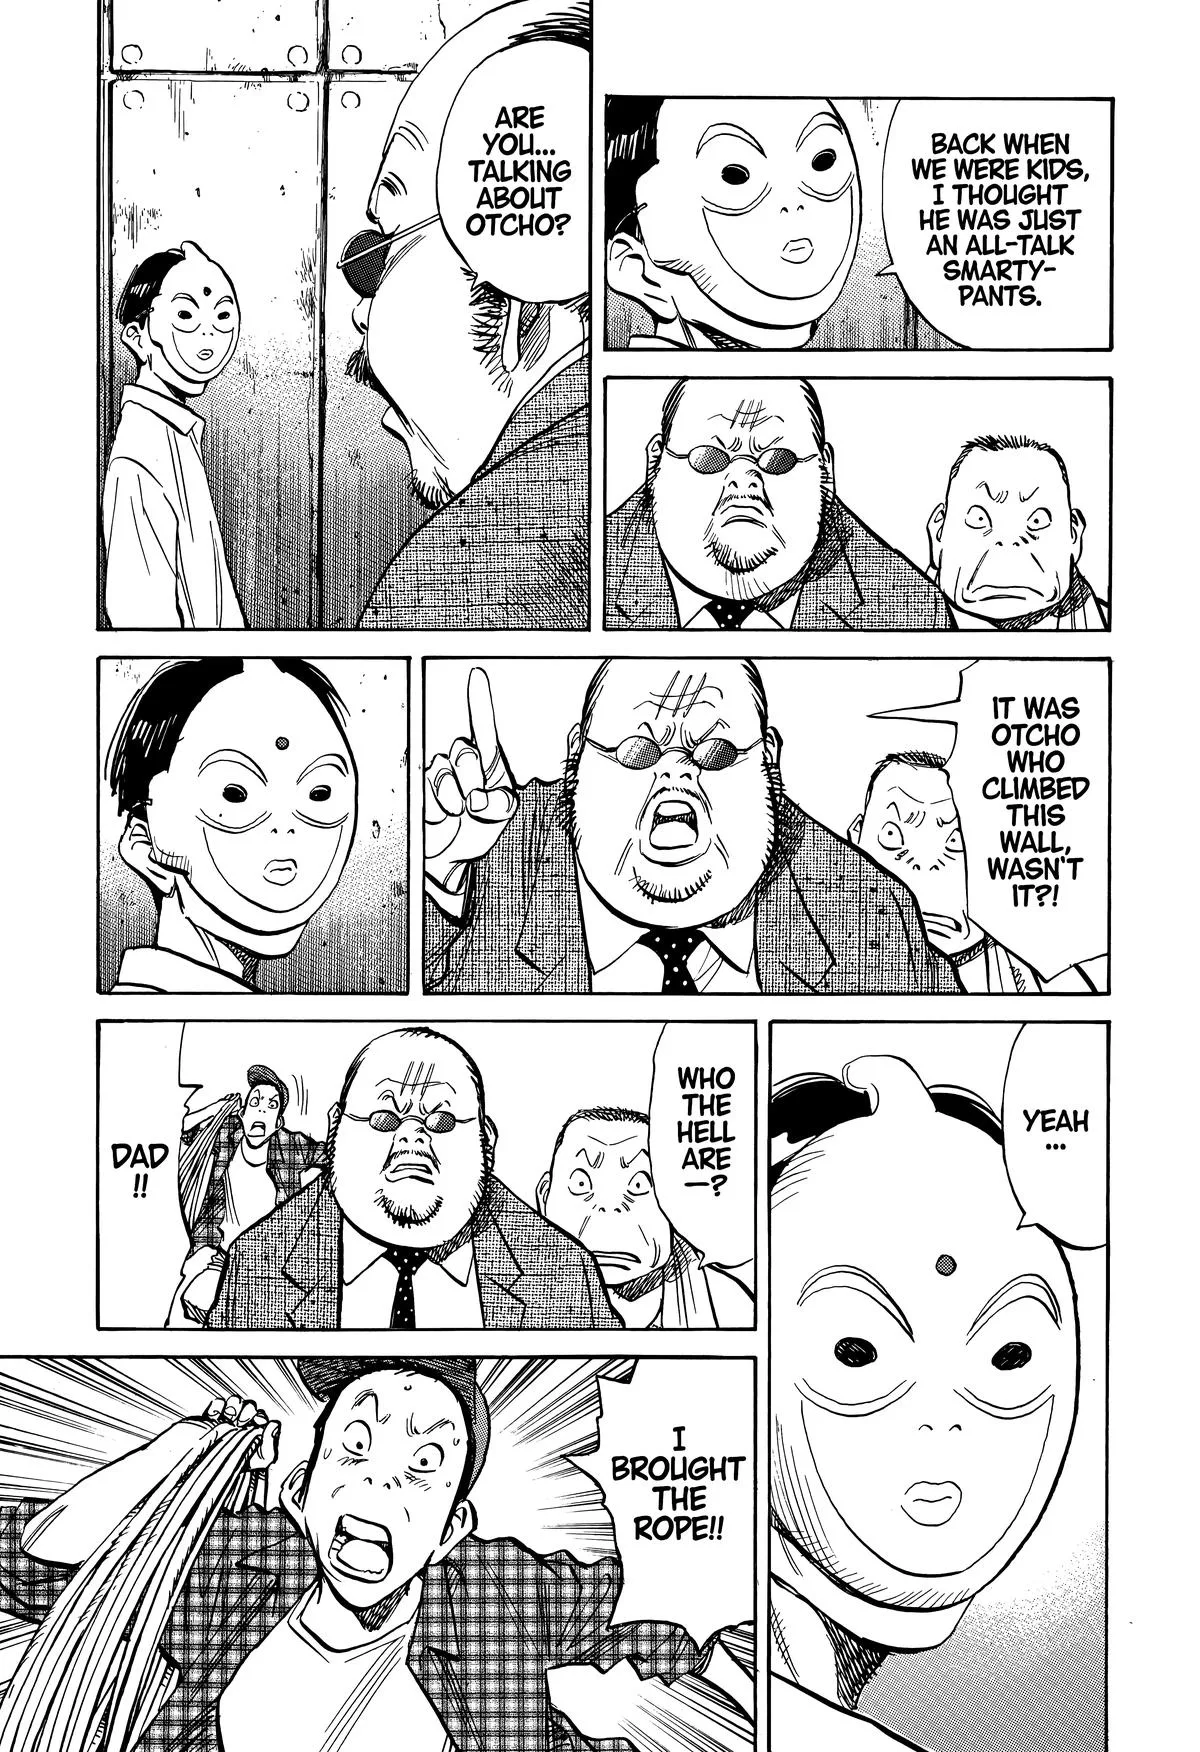 BACK WHEN
WE WERE KIDS,
I THOUGHT
HE WAS JUST
AN ALL-TALK
SMARTY-
PANTS.
ARE
YOU...
TALKING
ABOUT
OTCHO?
IT WAS
OTCHO
WHO
CLIMBED
THIS
WALL,
WASN'T
IT?!
YEAH
...
WHO
THE
HELL
ARE
—?
DAD
!!
I
BROUGHT
THE
ROPE!!